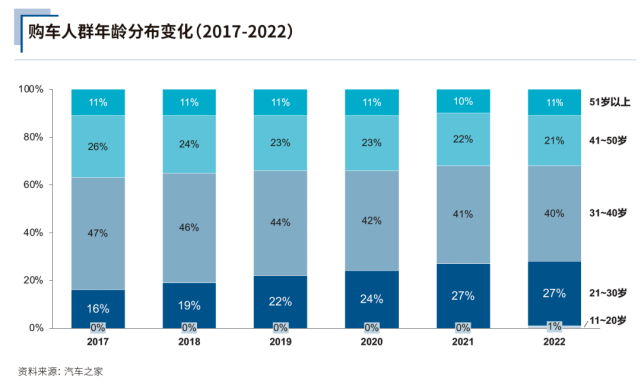 购车人群年龄分布变化（2017-2022）
100%
80%
60%
40%
20%
0%
11% 11% 11% 11% 10% 11% 51岁以上
26% 24% 23% 23% 22% 21% 41~50岁
47% 46% 44% 42% 41% 40% 31~40岁
16% 19% 22% 24% 27% 27% 21~30岁
0% 0% 0% 0% 0% 1% 11~20岁
2017 2018 2019 2020 2021 2022
资料来源: 汽车之家